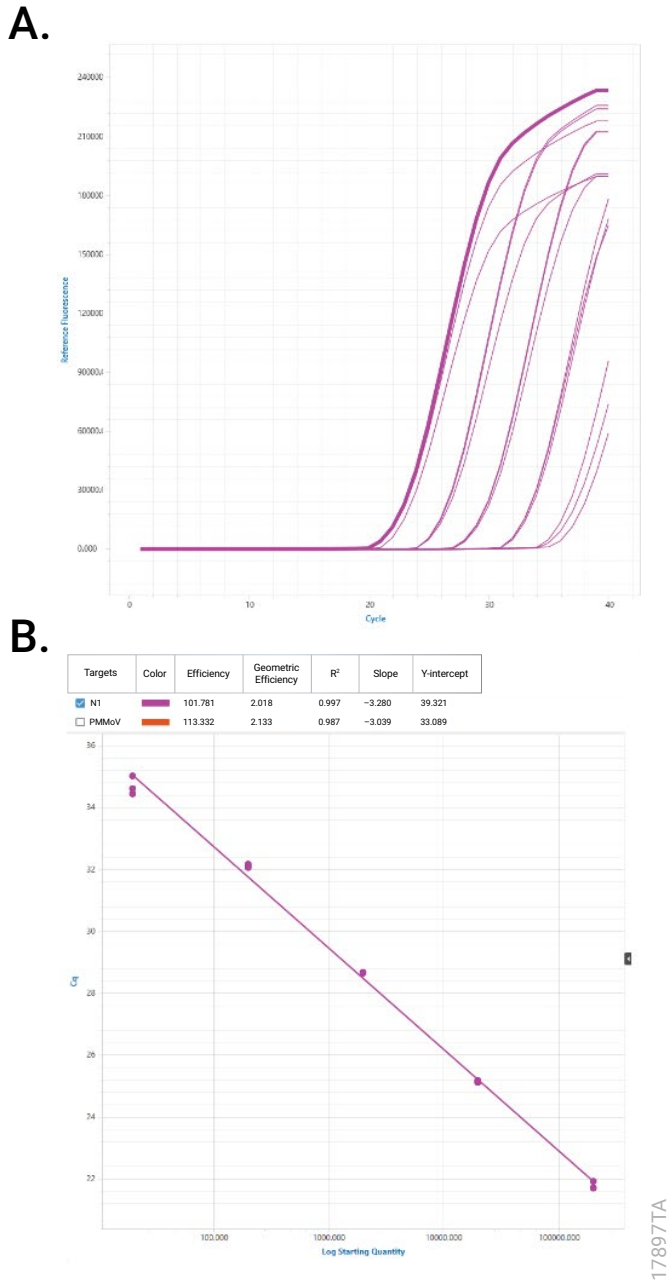 A.
240000
210000
180000
150000
120000
90000.(
60000.(
30000.(
0.000
Reference Fluorescence
0 10 20 30 40
Cycle
B.
Targets Color Efficiency Geometric Efficiency R² Slope Y-intercept
N1 101.781 2.018 0.997 −3.280 39.321
PMMoV 113.332 2.133 0.987 −3.039 33.089
36
34
32
30
28
26
24
22
Cq
100.000 1000.000 10000.000 100000.000
Log Starting Quantity
17897TA